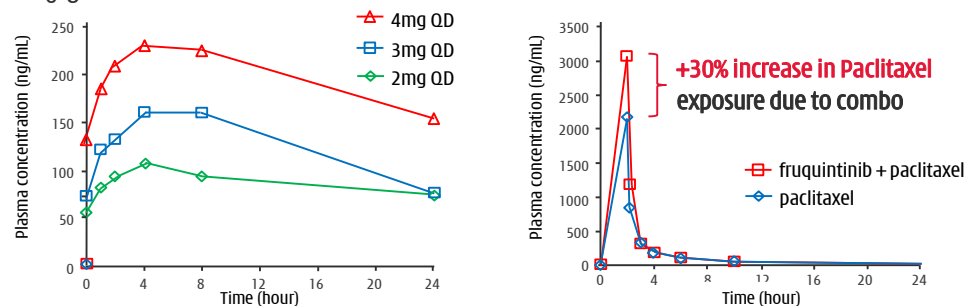 250
200
150
100
50
0
Plasma concentration (ng/mL)
4mg QD
3mg QD
2mg QD
0 4 8 12 16 20 24
Time (hour)
3500
3000
2500
2000
1500
1000
500
0
Plasma concentration (ng/mL)
+30% increase in Paclitaxel
exposure due to combo
fruquintinib + paclitaxel
paclitaxel
0 4 8 12 16 20 24
Time (hour)